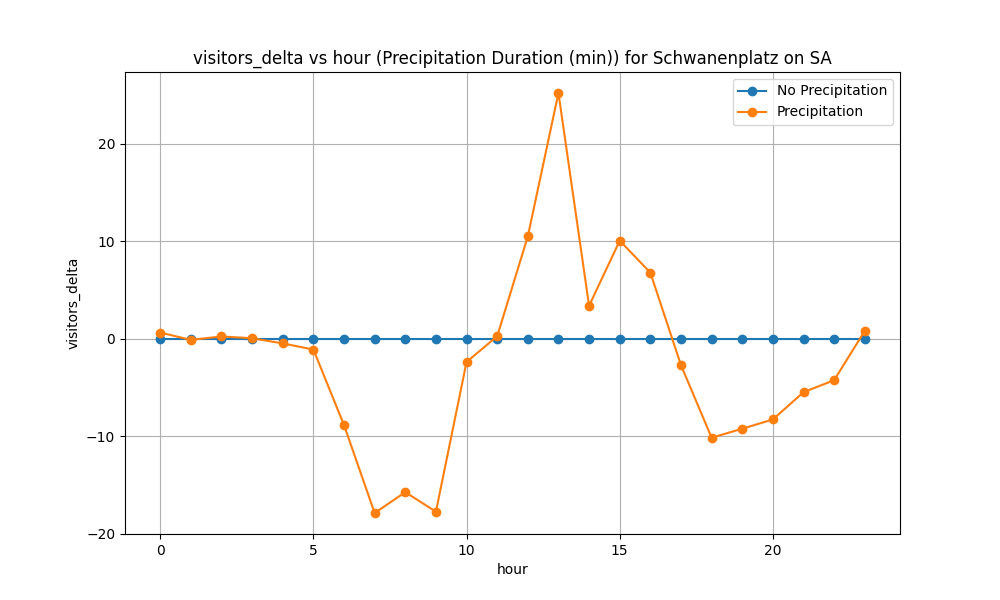 visitors_delta vs hour (Precipitation Duration (min)) for Schwanenplatz on SA
No Precipitation
Precipitation
20
10
0
−10
−20
visitors_delta
0
5
10
15
20
hour